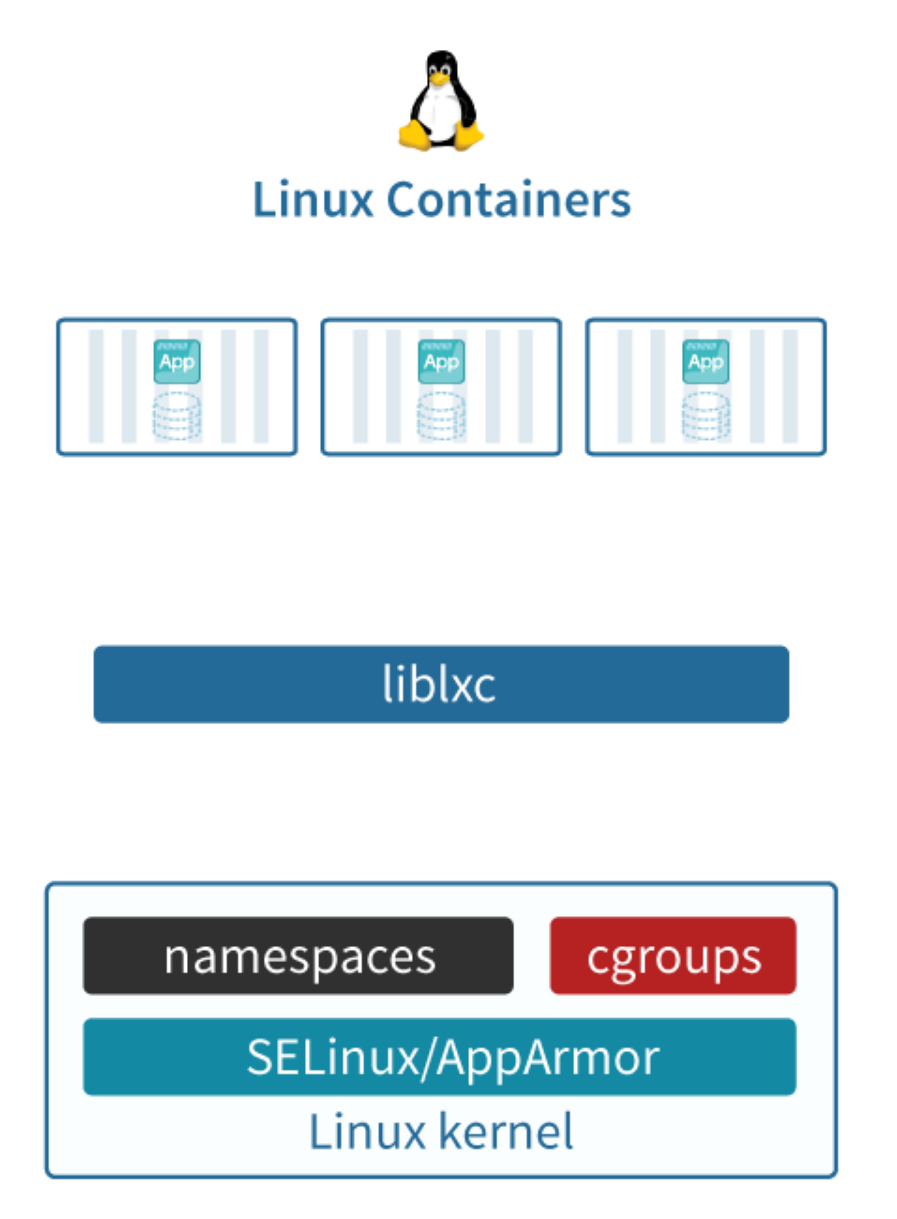 Linux Containers
App
App
App
liblxc
namespaces
cgroups
SELinux/AppArmor
Linux kernel